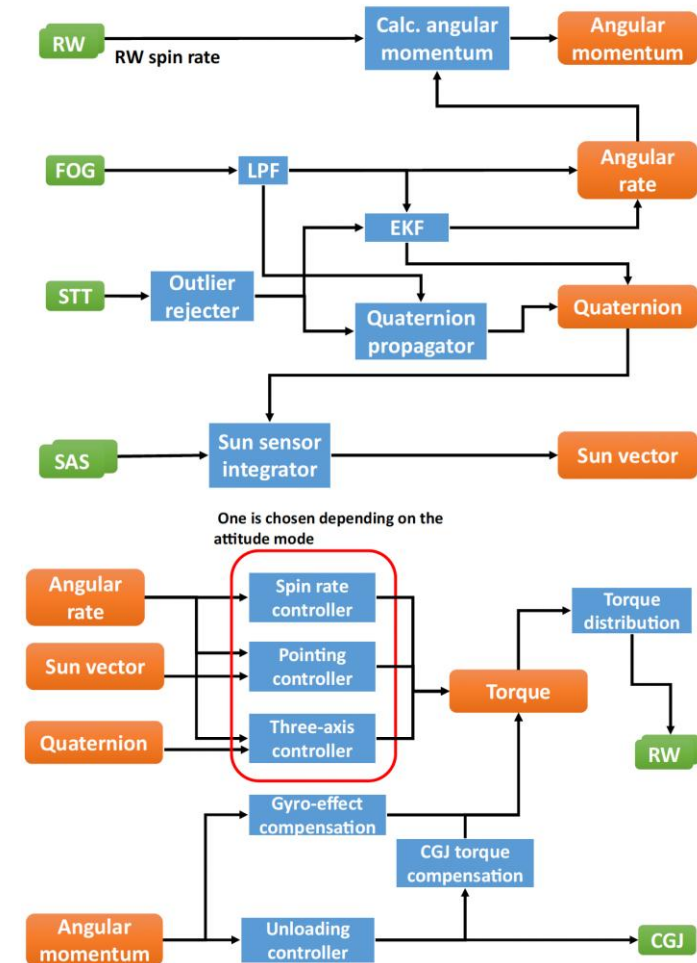 RW
RW spin rate
Calc. angular
momentum
Angular
momentum
FOG
LPF
Angular
rate
EKF
STT
Outlier
rejecter
Quaternion
propagator
Quaternion
SAS
Sun sensor
integrator
Sun vector
One is chosen depending on the
attitude mode
Angular
rate
Spin rate
controller
Torque
distribution
Sun vector
Pointing
controller
Torque
Quaternion
Three-axis
controller
RW
Gyro-effect
compensation
CGJ torque
compensation
Angular
momentum
Unloading
controller
CGJ